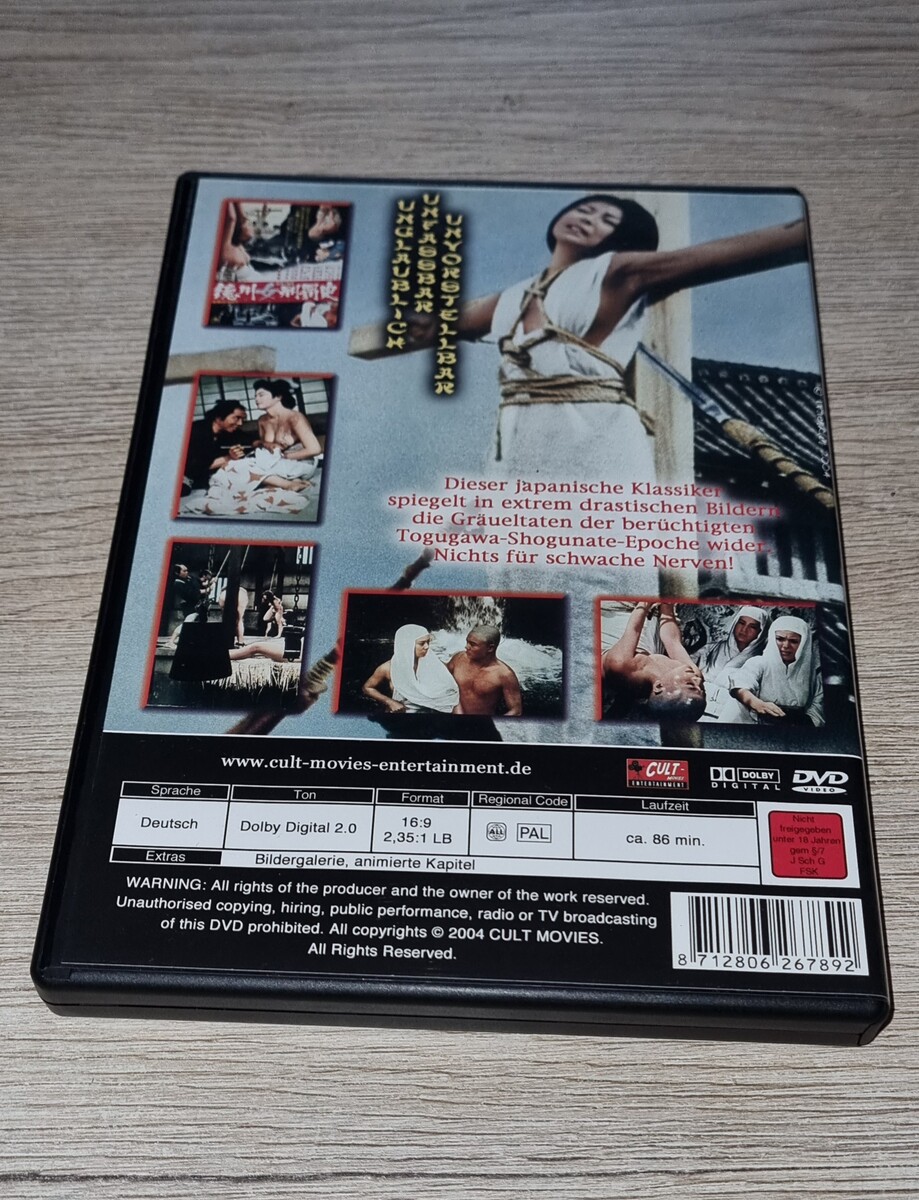 UNGLAUBLICH
UNFASSBAR
UNVORSTELLBAR
徳川女刑罰史
Dieser japanische Klassiker
spiegelt in extrem drastischen Bildern
die Gräueltaten der berüchtigten
Togugawa-Shogunate-Epoche wider.
Nichts für schwache Nerven!
www.cult-movies-entertainment.de
CULT
MOVIES
ENTERTAINMENT
DOLBY
DIGITAL
DVD
VIDEO
Sprache Ton Format Regional Code Laufzeit
Deutsch Dolby Digital 2.0 16:9 ALL PAL ca. 86 min.
2,35:1 LB
Extras Bildergalerie, animierte Kapitel
Nicht
freigegeben
unter 18 Jahren
gem §/7
J Sch G
FSK
WARNING: All rights of the producer and the owner of the work reserved.
Unauthorised copying, hiring, public performance, radio or TV broadcasting
of this DVD prohibited. All copyrights © 2004 CULT MOVIES.
All Rights Reserved.
8 712806 267892